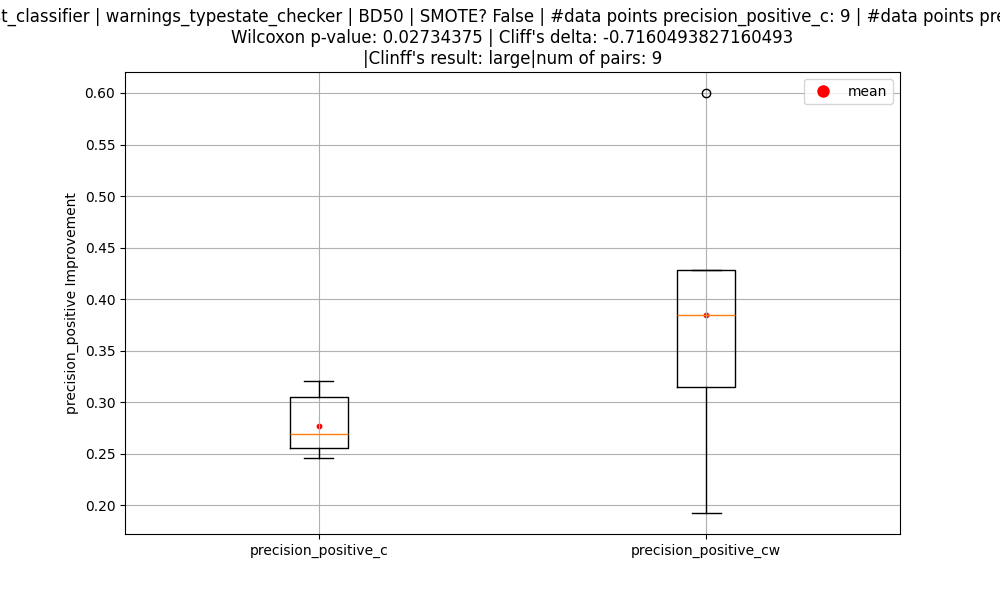 t_classifier | warnings_typestate_checker | BD50 | SMOTE? False | #data points precision_positive_c: 9 | #data points pre
Wilcoxon p-value: 0.02734375 | Cliff's delta: -0.7160493827160493
|Clinff's result: large|num of pairs: 9
mean
0.60
0.55
0.50
0.45
0.40
0.35
0.30
0.25
0.20
precision_positive Improvement
precision_positive_c
precision_positive_cw